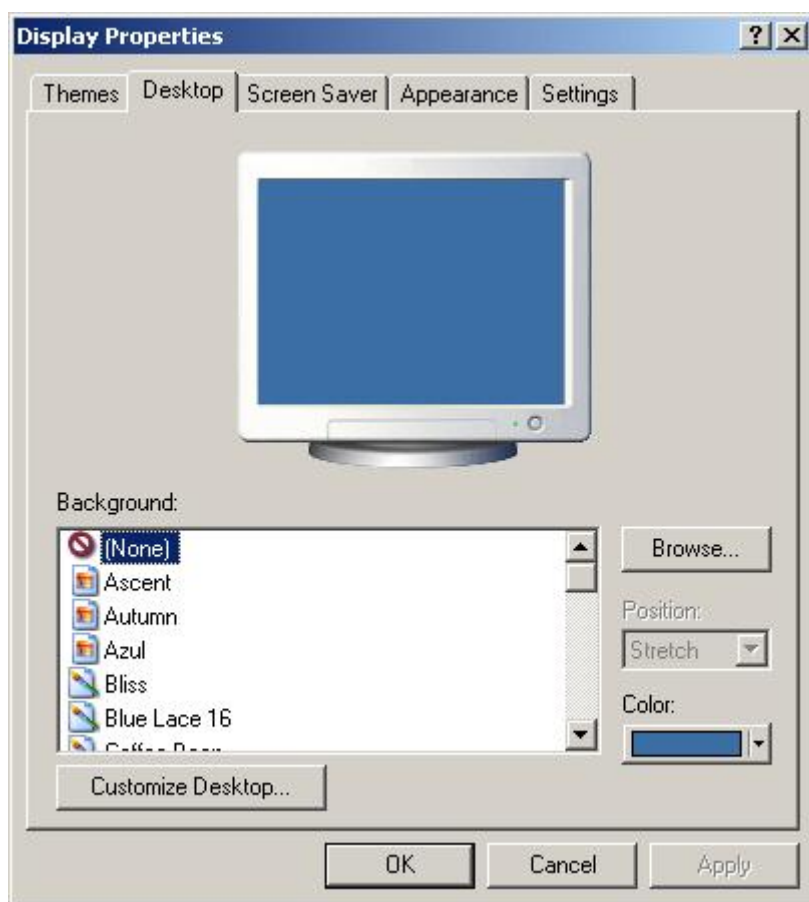 Display Properties
Themes Desktop Screen Saver Appearance Settings
Background:
(None)
Ascent
Autumn
Azul
Bliss
Blue Lace 16
Browse...
Position:
Stretch
Color:
Customize Desktop...
OK Cancel Apply